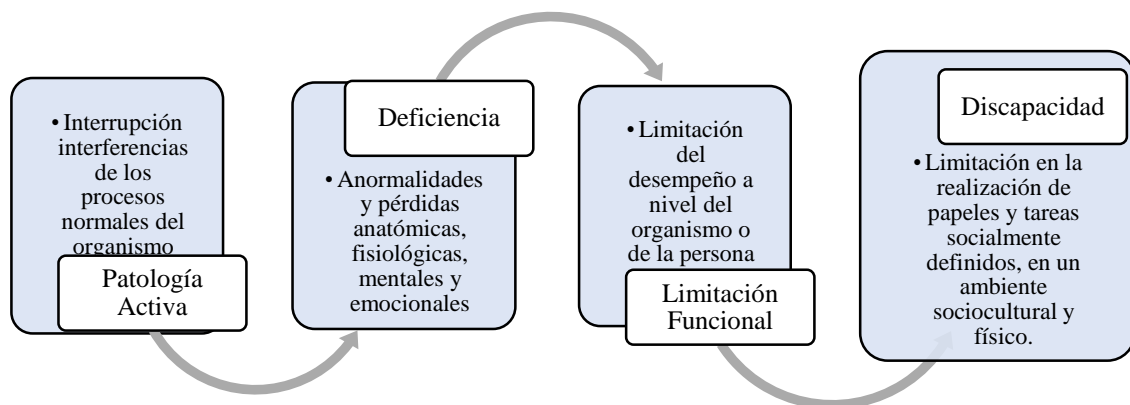 • Interrupción
interferencias
de los
procesos
normales del
organismo
Patología
Activa
Deficiencia
• Anormalidades
y pérdidas
anatómicas,
fisiológicas,
mentales y
emocionales
• Limitación
del
desempeño a
nivel del
organismo o
de la persona
Limitación
Funcional
Discapacidad
• Limitación en la
realización de
papeles y tareas
socialmente
definidos, en un
ambiente
sociocultural y
físico.